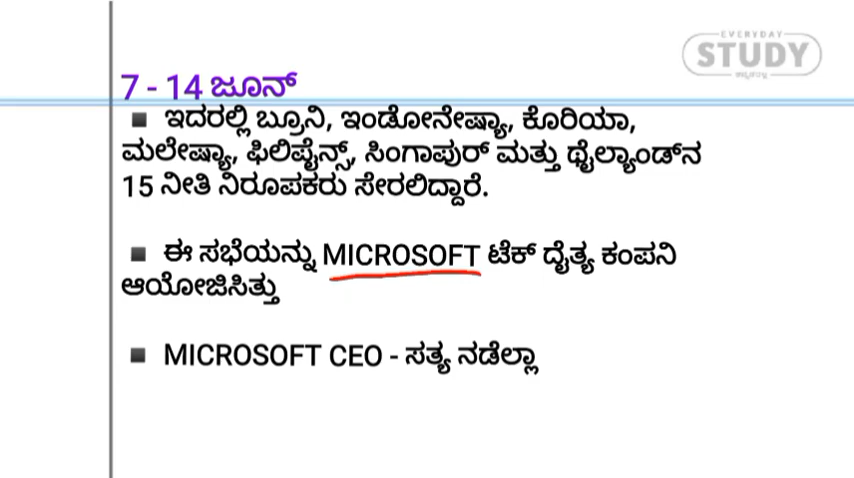 EVERYDAY
STUDY
7 - 14 ಜೂನ್
▪ ಇದರಲ್ಲಿ ಬ್ರೂನಿ, ಇಂಡೋನೇಷ್ಯಾ, ಕೊರಿಯಾ,
ಮಲೇಷ್ಯಾ, ಫಿಲಿಪೈನ್ಸ್, ಸಿಂಗಾಪುರ್ ಮತ್ತು ಥೈಲ್ಯಾಂಡ್‌ನ
15 ನೀತಿ ನಿರೂಪಕರು ಸೇರಲಿದ್ದಾರೆ.
▪ ಈ ಸಭೆಯನ್ನು MICROSOFT ಟೆಕ್ ದೈತ್ಯ ಕಂಪನಿ
ಆಯೋಜಿಸಿತ್ತು
▪ MICROSOFT CEO - ಸತ್ಯ ನಡೆಲ್ಲಾ